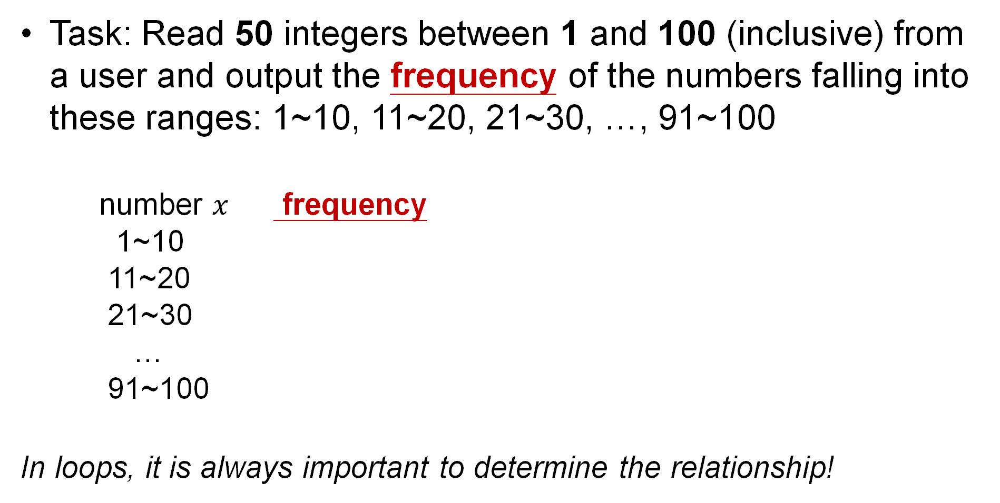 • Task: Read 50 integers between 1 and 100 (inclusive) from
a user and output the frequency of the numbers falling into
these ranges: 1~10, 11~20, 21~30, …, 91~100
number x frequency
1~10
11~20
21~30
…
91~100
In loops, it is always important to determine the relationship!